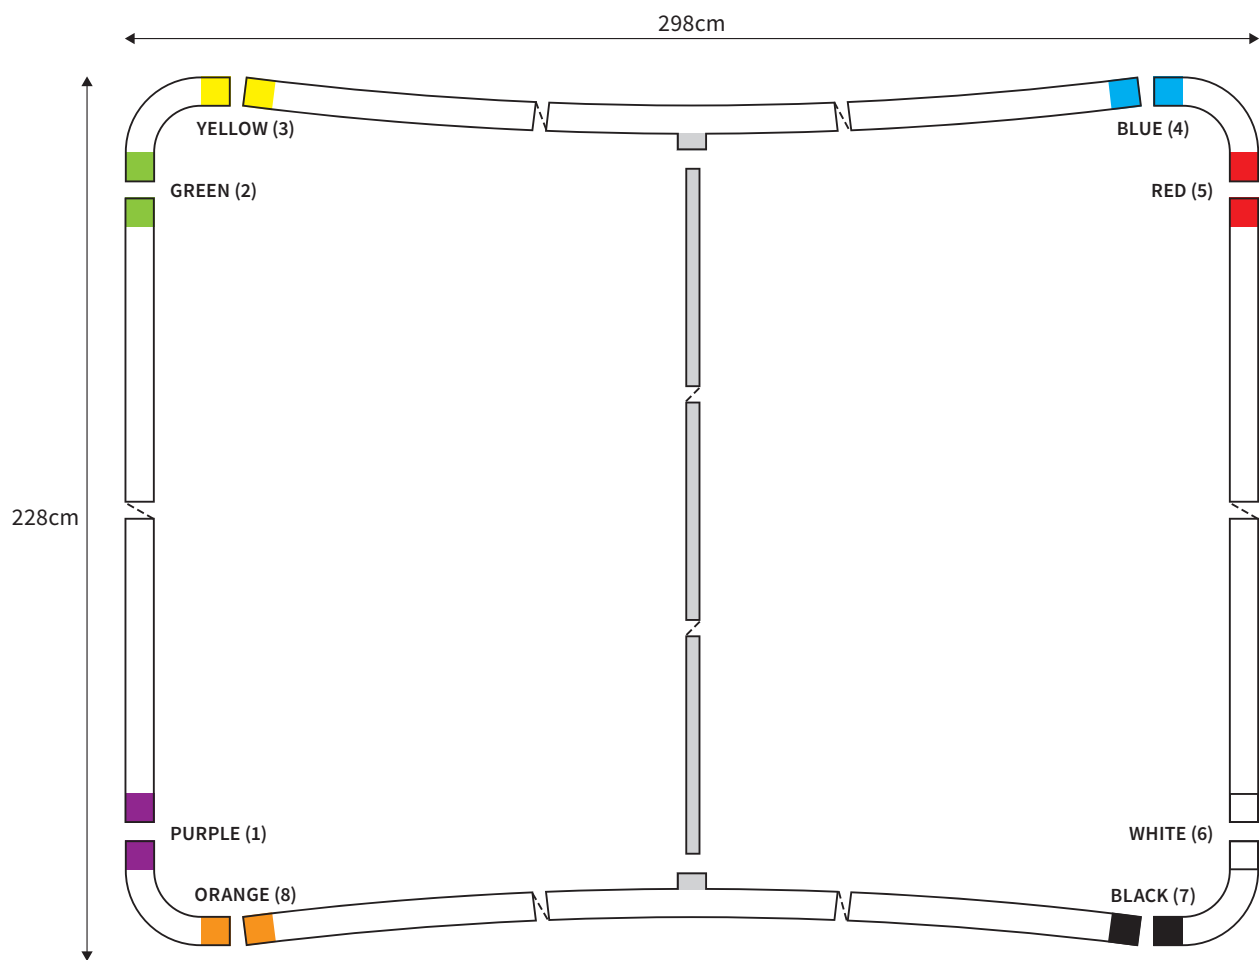 298cm
YELLOW (3)
BLUE (4)
GREEN (2)
RED (5)
228cm
PURPLE (1)
WHITE (6)
ORANGE (8)
BLACK (7)